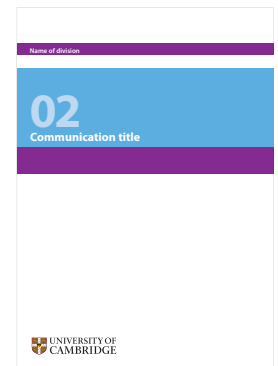 Name of division
02
Communication title
UNIVERSITY OF
CAMBRIDGE